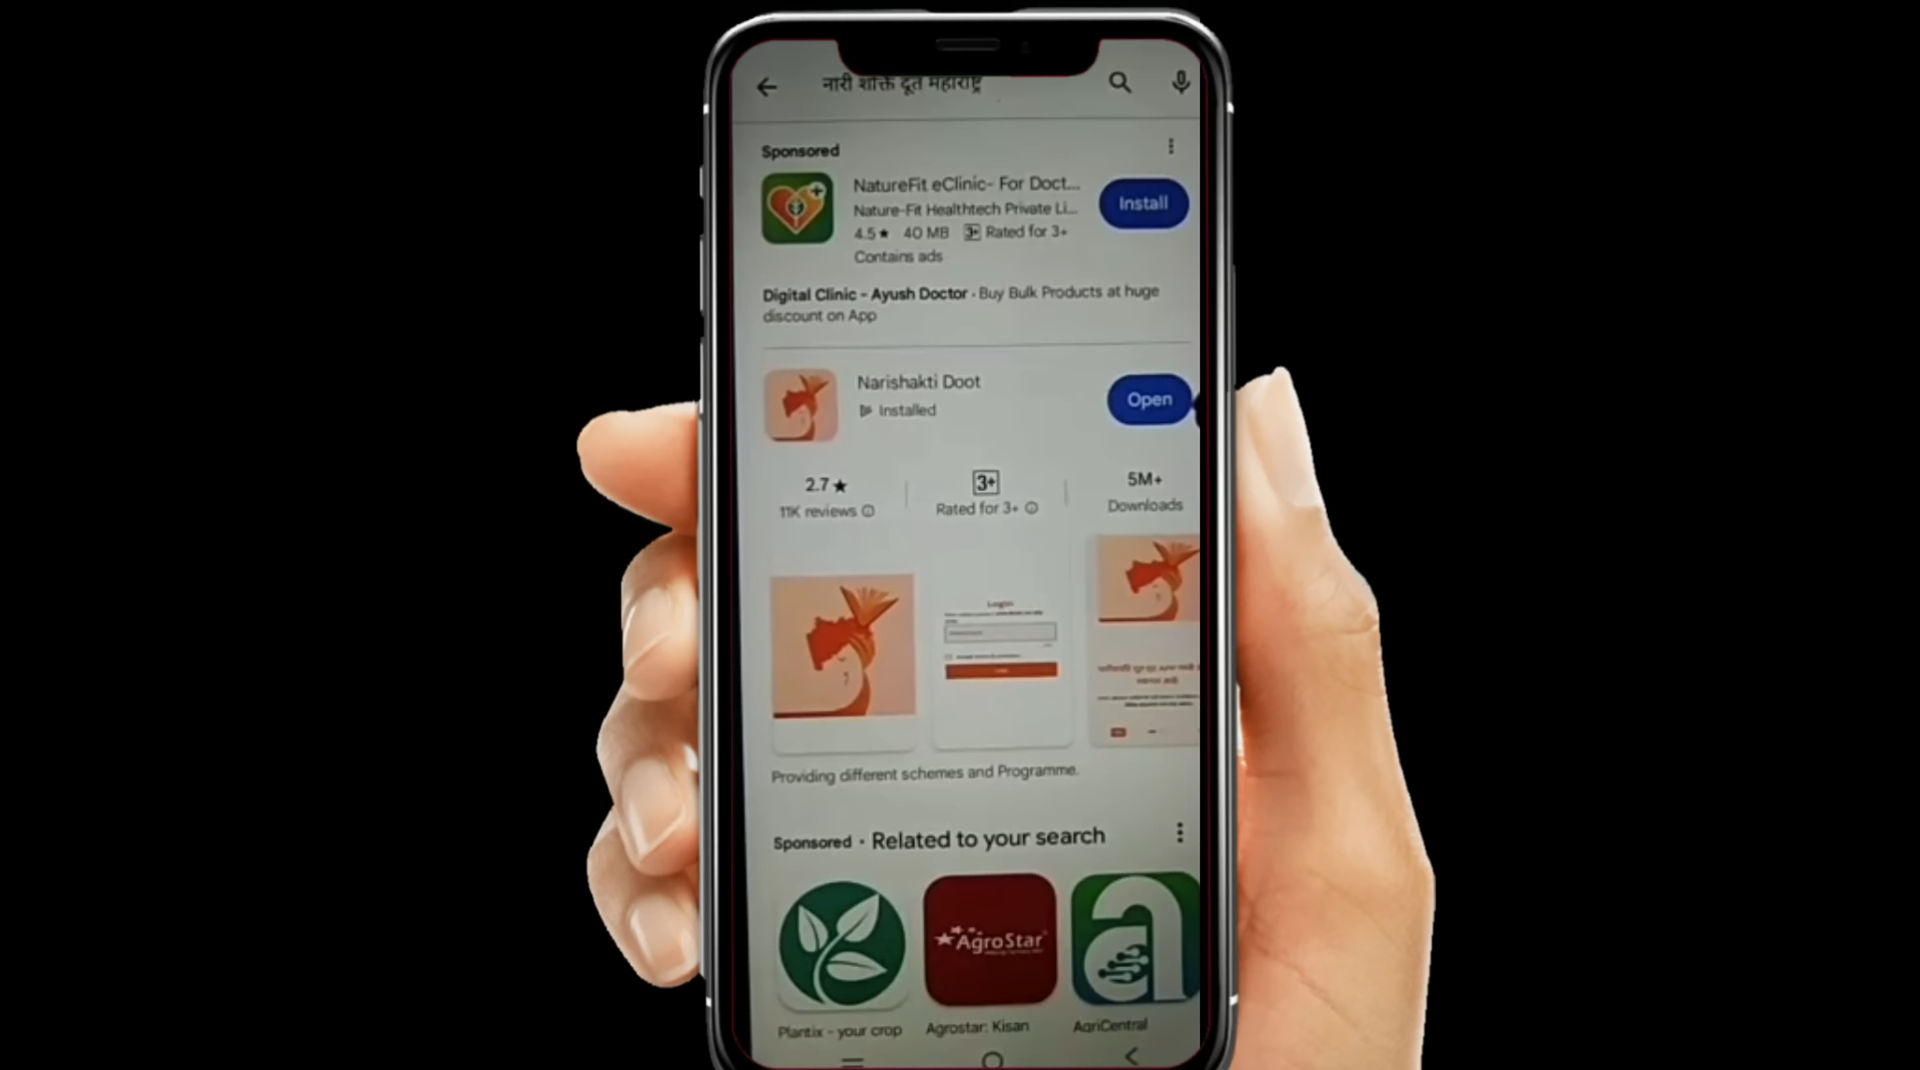 नारी शक्ति दूत महाराष्ट्र
Sponsored
NatureFit eClinic- For Doct...
Nature-Fit Healthtech Private Li...
Install
4.5★ 40 MB 3+ Rated for 3+
Contains ads
Digital Clinic - Ayush Doctor · Buy Bulk Products at huge
discount on App
Narishakti Doot
Installed
Open
2.7★
11K reviews
3+
Rated for 3+
5M+
Downloads
Login
Providing different schemes and Programme.
Sponsored · Related to your search
AgroStar
a
Plantix - your crop
Agrostar: Kisan
AgriCentral